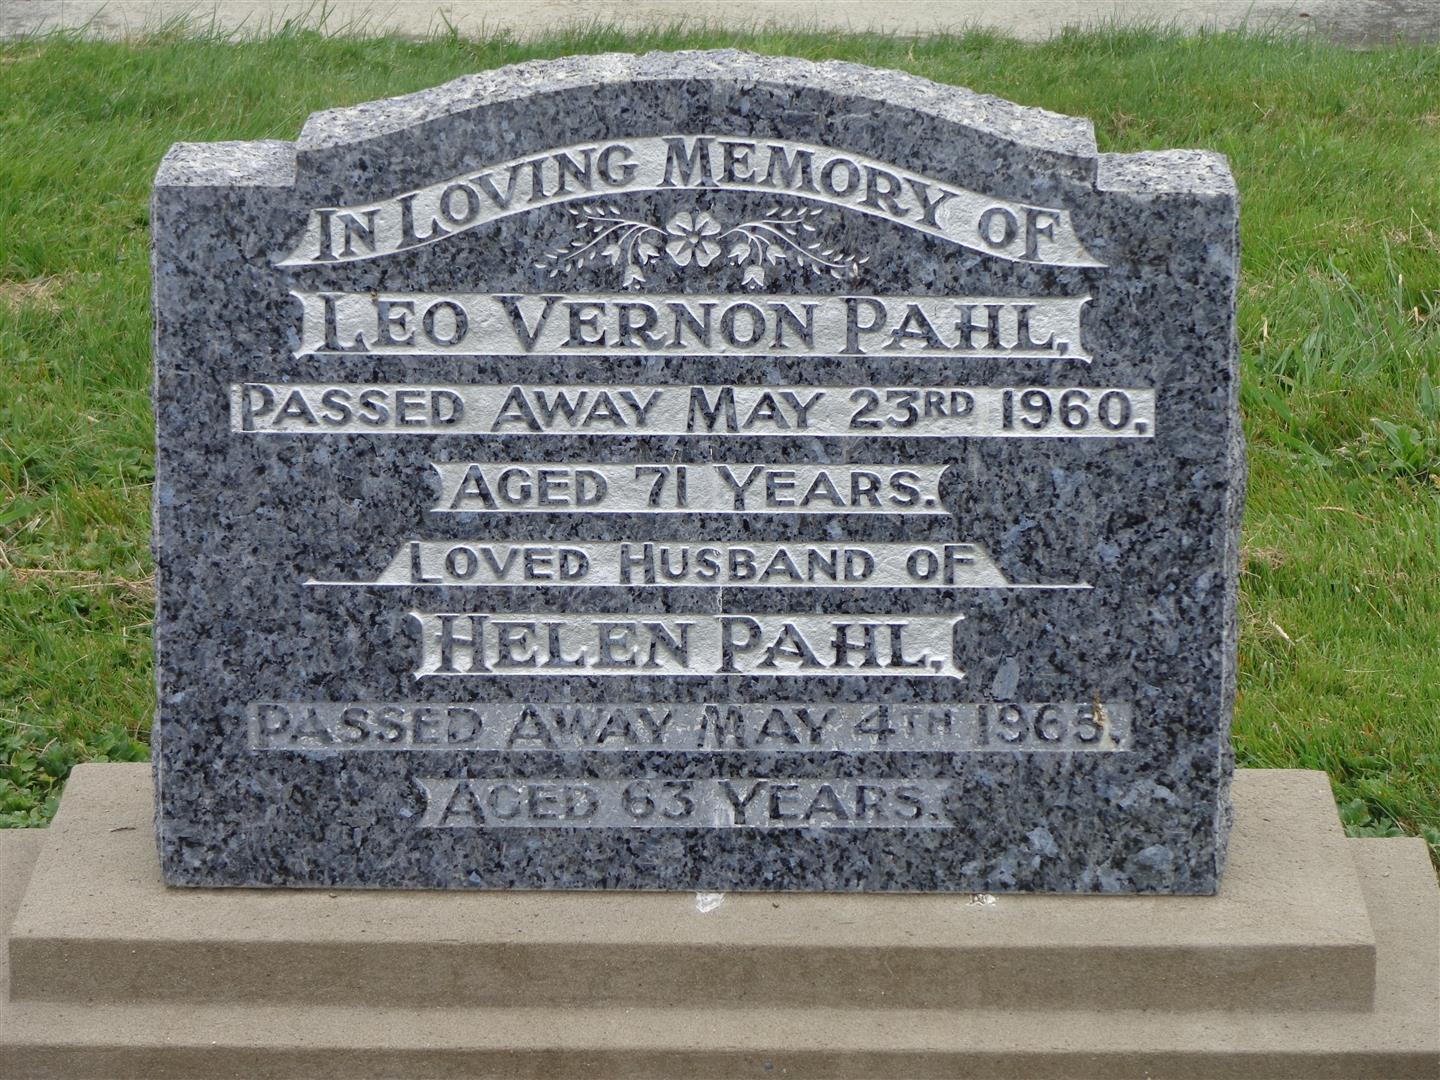 IN LOVING MEMORY OF
LEO VERNON PAHL,
PASSED AWAY MAY 23RD 1960,
AGED 71 YEARS.
LOVED HUSBAND OF
HELEN PAHL,
PASSED AWAY MAY 4TH 1965.
AGED 63 YEARS.